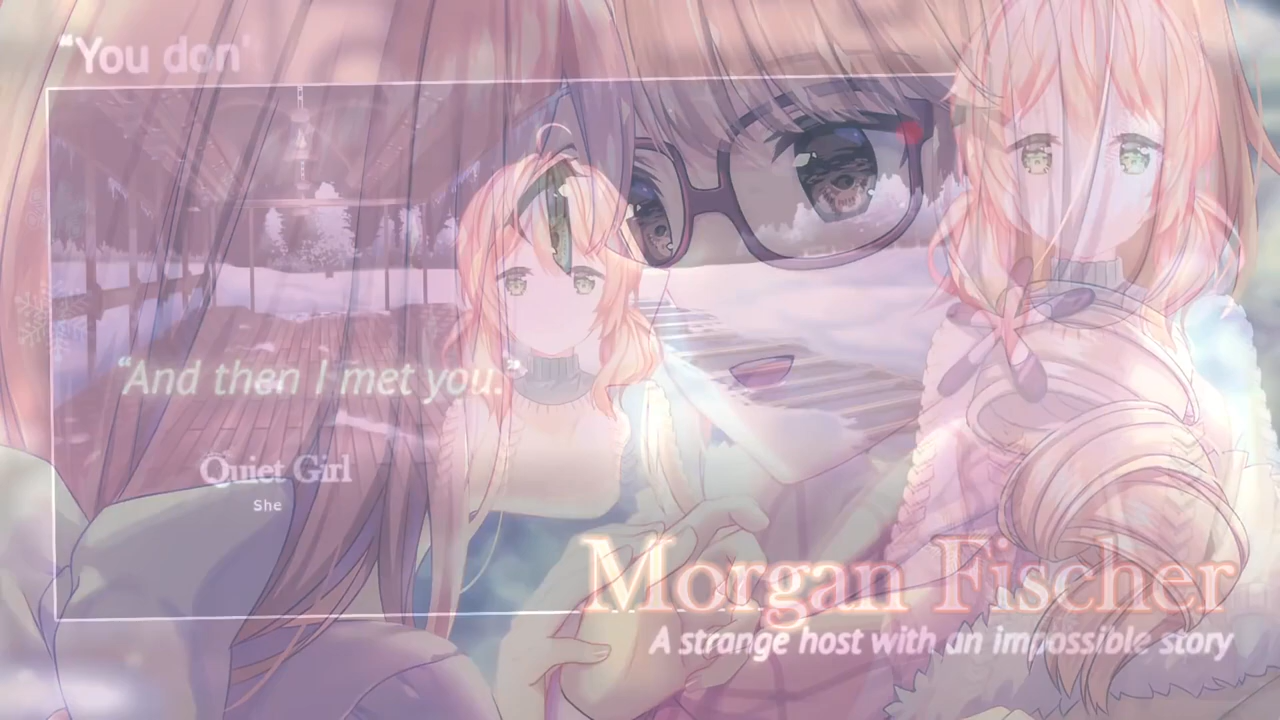 “You don'
“And then I met you.”
Quiet Girl
She
Morgan Fischer
A strange host with an impossible story